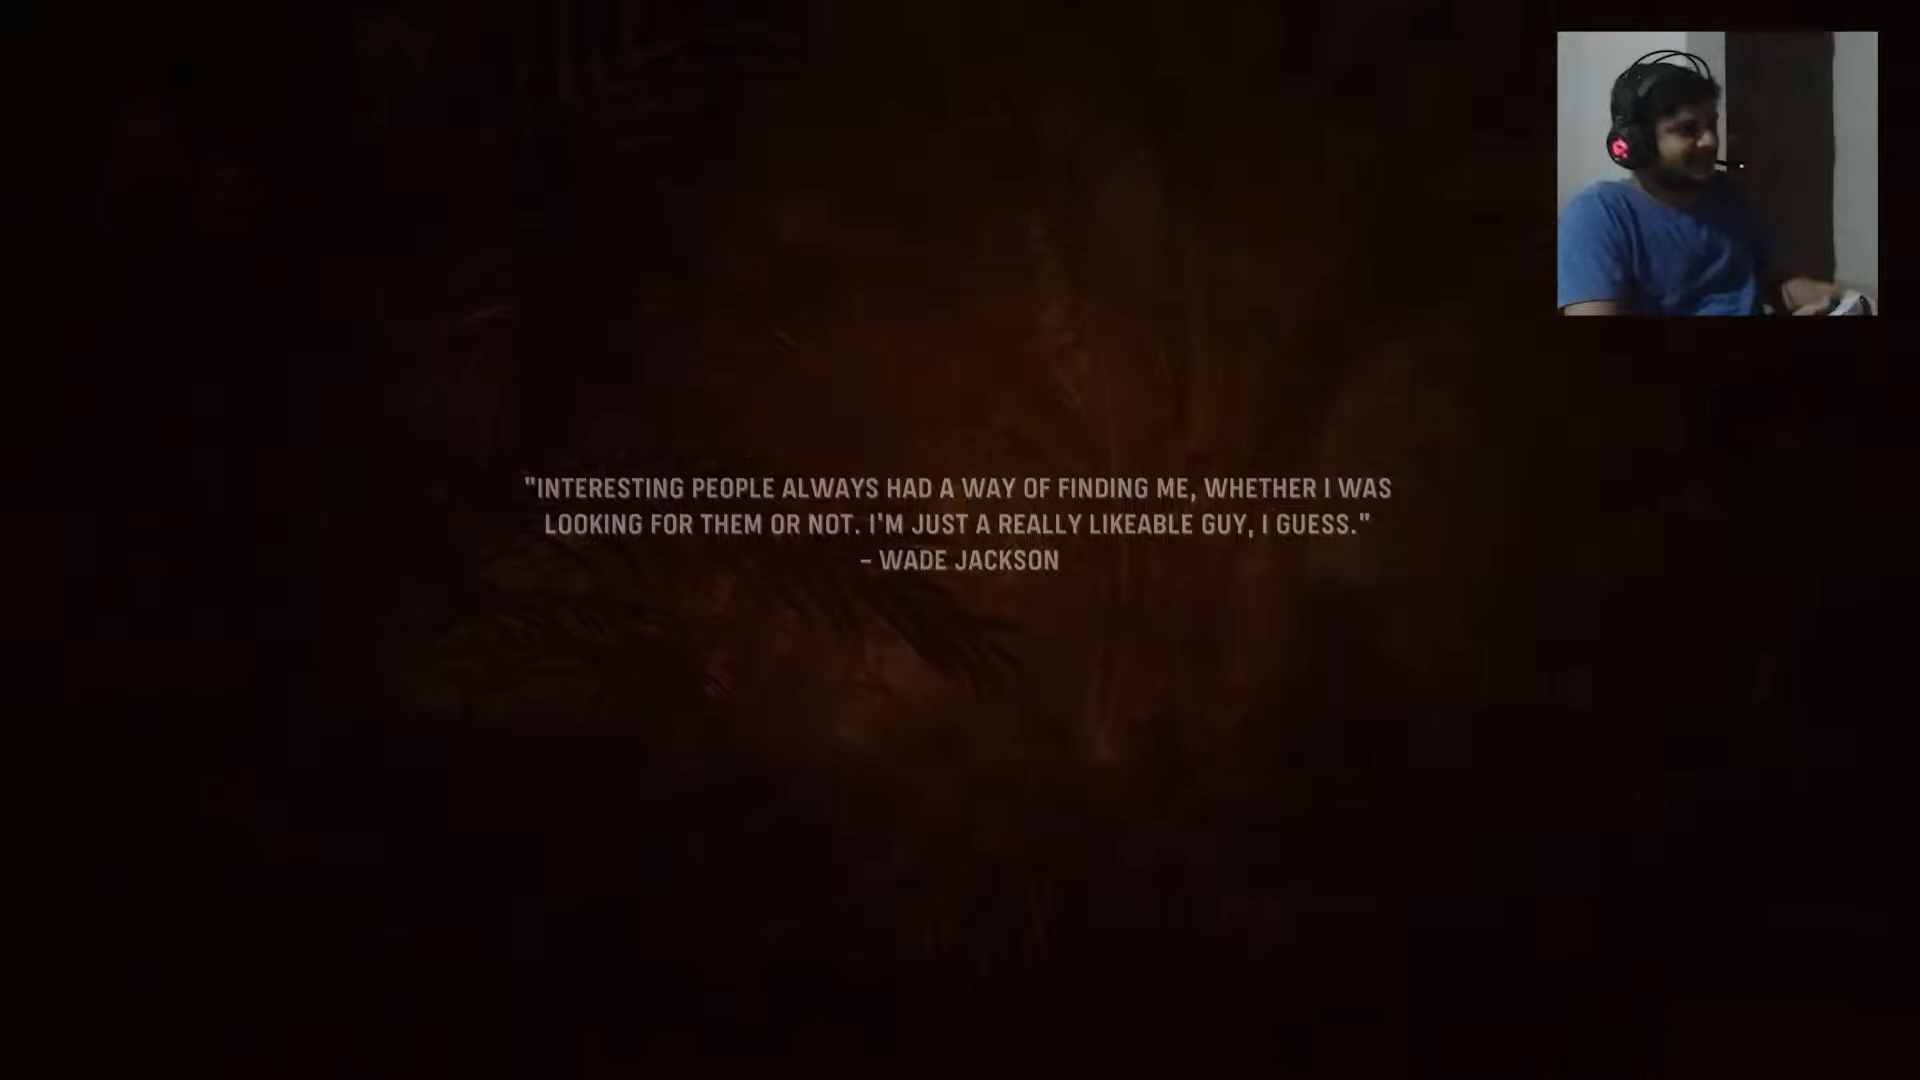 "INTERESTING PEOPLE ALWAYS HAD A WAY OF FINDING ME, WHETHER I WAS
LOOKING FOR THEM OR NOT. I'M JUST A REALLY LIKEABLE GUY, I GUESS."
– WADE JACKSON